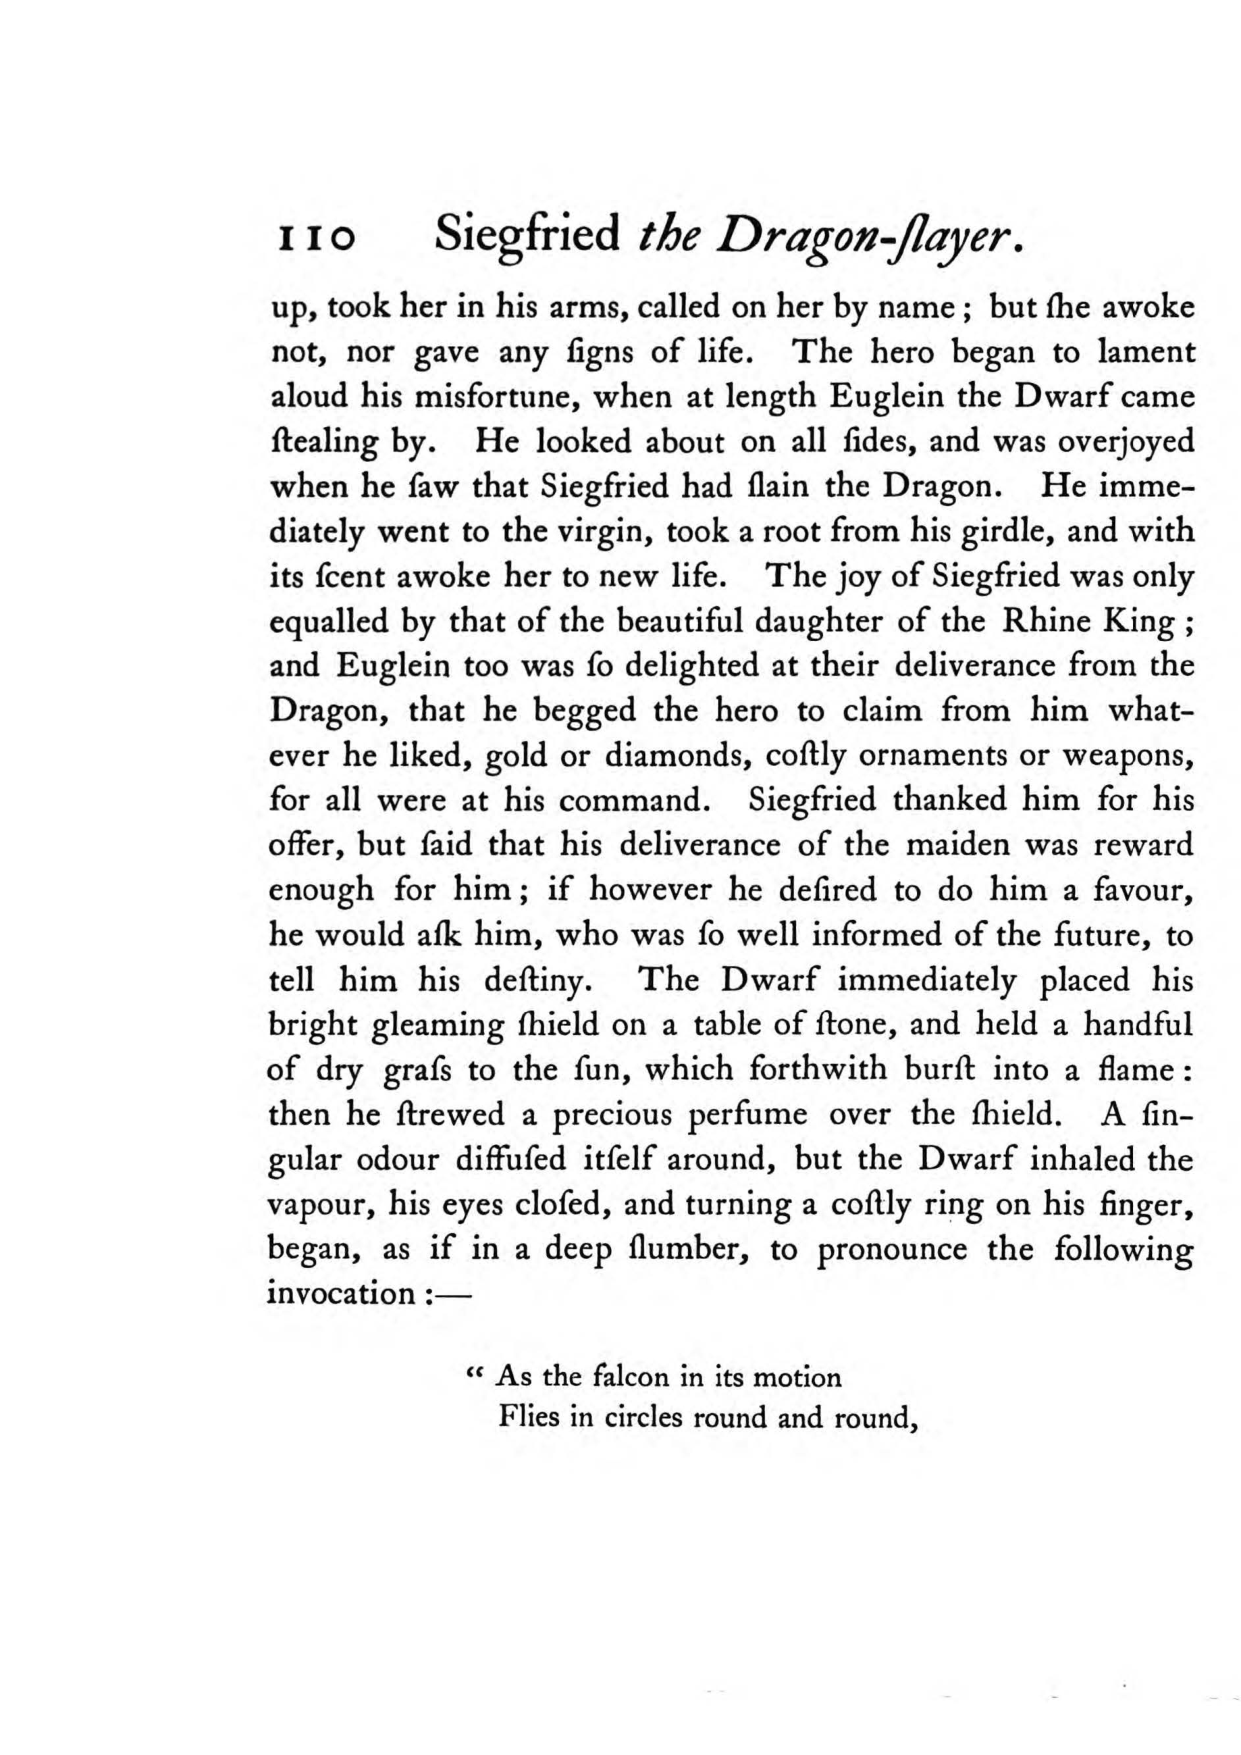 110 Siegfried the Dragon-ſlayer.
up, took her in his arms, called on her by name ; but ſhe awoke
not, nor gave any ſigns of life. The hero began to lament
aloud his misfortune, when at length Euglein the Dwarf came
ſtealing by. He looked about on all ſides, and was overjoyed
when he ſaw that Siegfried had ſlain the Dragon. He imme-
diately went to the virgin, took a root from his girdle, and with
its ſcent awoke her to new life. The joy of Siegfried was only
equalled by that of the beautiful daughter of the Rhine King ;
and Euglein too was ſo delighted at their deliverance from the
Dragon, that he begged the hero to claim from him what-
ever he liked, gold or diamonds, coſtly ornaments or weapons,
for all were at his command. Siegfried thanked him for his
offer, but ſaid that his deliverance of the maiden was reward
enough for him ; if however he deſired to do him a favour,
he would aſk him, who was ſo well informed of the future, to
tell him his deſtiny. The Dwarf immediately placed his
bright gleaming ſhield on a table of ſtone, and held a handful
of dry graſs to the ſun, which forthwith burſt into a flame :
then he ſtrewed a precious perfume over the ſhield. A ſin-
gular odour diffuſed itſelf around, but the Dwarf inhaled the
vapour, his eyes cloſed, and turning a coſtly ring on his finger,
began, as if in a deep ſlumber, to pronounce the following
invocation :—
“ As the falcon in its motion
Flies in circles round and round,